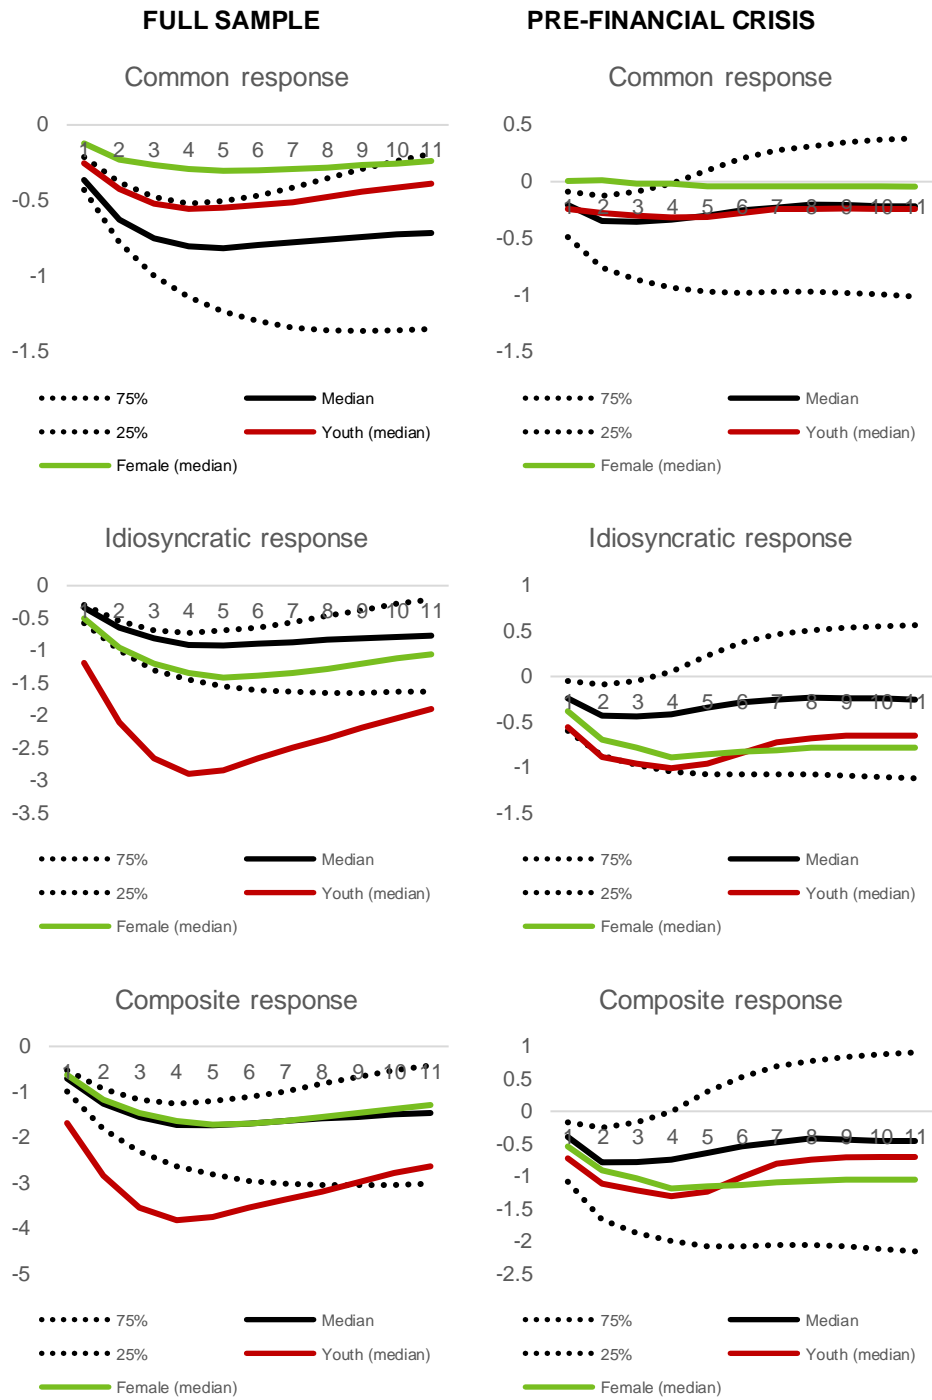 FULL SAMPLE
PRE-FINANCIAL CRISIS
Common response
0
-0.5
-1
-1.5
1 2 3 4 5 6 7 8 9 10 11
75% Median
25% Youth (median)
Female (median)
Common response
0.5
0
-0.5
-1
-1.5
1 2 3 4 5 6 7 8 9 10 11
75% Median
25% Youth (median)
Female (median)
Idiosyncratic response
0
-0.5
-1
-1.5
-2
-2.5
-3
-3.5
1 2 3 4 5 6 7 8 9 10 11
75% Median
25% Youth (median)
Female (median)
Idiosyncratic response
1
0.5
0
-0.5
-1
-1.5
1 2 3 4 5 6 7 8 9 10 11
75% Median
25% Youth (median)
Female (median)
Composite response
0
-1
-2
-3
-4
-5
1 2 3 4 5 6 7 8 9 10 11
75% Median
25% Youth (median)
Female (median)
Composite response
1
0.5
0
-0.5
-1
-1.5
-2
-2.5
1 2 3 4 5 6 7 8 9 10 11
75% Median
25% Youth (median)
Female (median)